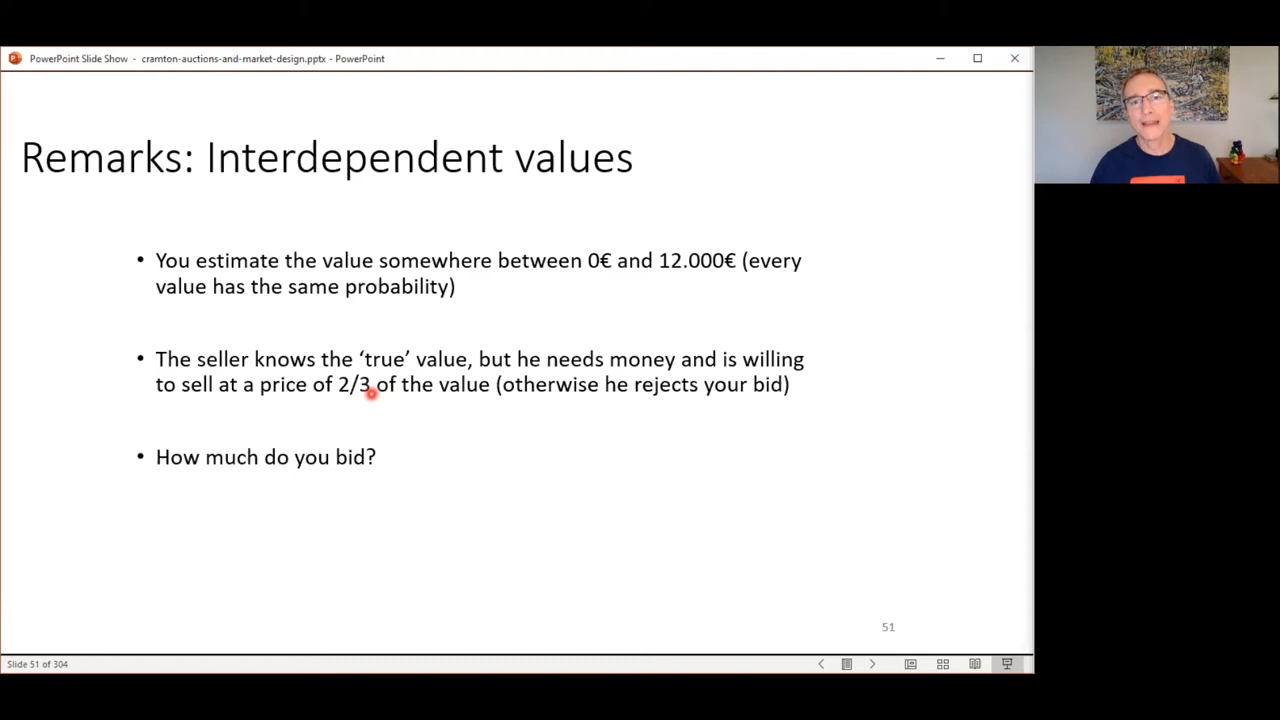 PowerPoint Slide Show - cramton-auctions-and-market-design.pptx - PowerPoint
Remarks: Interdependent values
• You estimate the value somewhere between 0€ and 12.000€ (every
value has the same probability)
• The seller knows the ‘true’ value, but he needs money and is willing
to sell at a price of 2/3 of the value (otherwise he rejects your bid)
• How much do you bid?
51
Slide 51 of 304